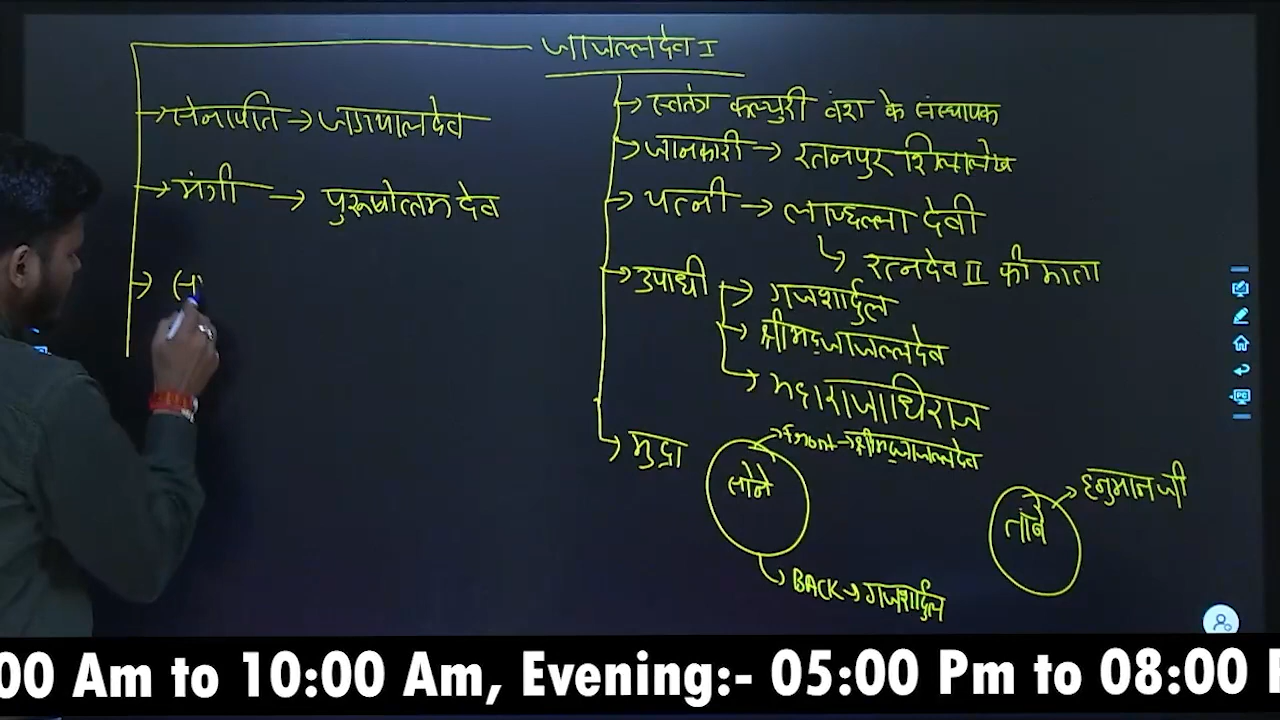 जाजल्लदेव I
सेनापति → जगपालदेव
मंत्री → पुरूषोत्तम देव
→ स्वतंत्र कल्चुरी वंश के संस्थापक
→ जानकारी → रतनपुर शिलालेख
→ पत्नी → लाच्छल्ला देवी
→ रत्नदेव II की माता
→ उपाधी → गजशार्दुल
→ श्रीमद्जाजल्लदेव
→ महाराजाधिराज
→ मुद्रा
सोने
front → श्रीमद्जाजल्लदेव
BACK → गजशार्दुल
तांबे
→ हनुमान जी
00 Am to 10:00 Am, Evening:- 05:00 Pm to 08:00
PC